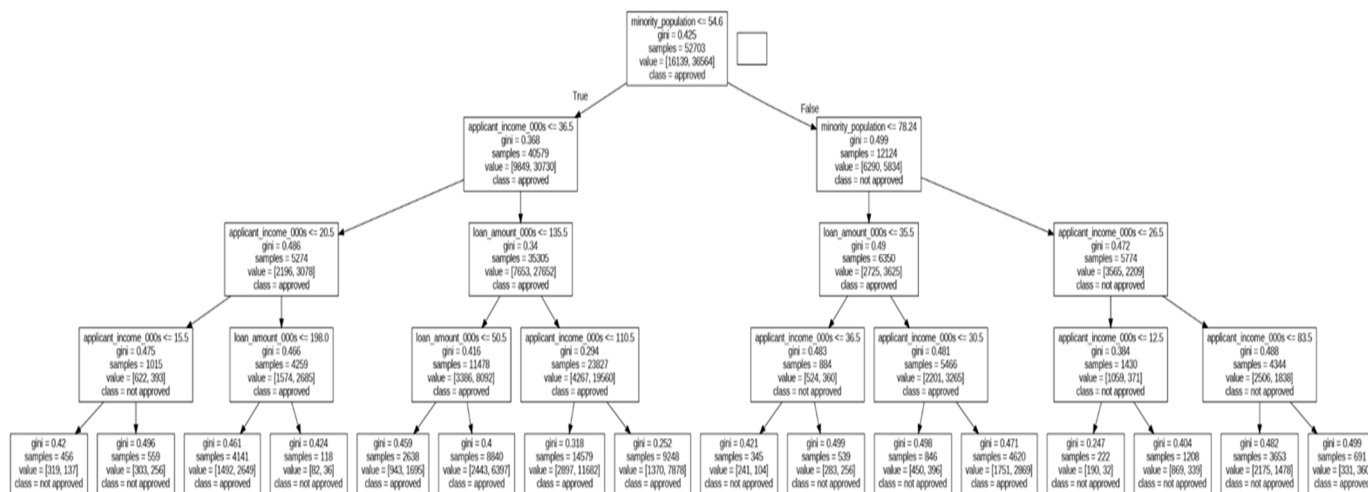 minority_population <= 54.6
gini = 0.425
samples = 52703
value = [16139, 36564]
class = approved
True
False
applicant_income_000s <= 36.5
gini = 0.368
samples = 40579
value = [9849, 30730]
class = approved
minority_population <= 78.24
gini = 0.499
samples = 12124
value = [6290, 5834]
class = not approved
applicant_income_000s <= 20.5
gini = 0.486
samples = 5274
value = [2196, 3078]
class = approved
loan_amount_000s <= 135.5
gini = 0.34
samples = 35305
value = [7653, 27652]
class = approved
loan_amount_000s <= 35.5
gini = 0.49
samples = 6350
value = [2725, 3625]
class = approved
applicant_income_000s <= 26.5
gini = 0.472
samples = 5774
value = [3565, 2209]
class = not approved
applicant_income_000s <= 15.5
gini = 0.475
samples = 1015
value = [622, 393]
class = not approved
loan_amount_000s <= 198.0
gini = 0.466
samples = 4259
value = [1574, 2685]
class = approved
loan_amount_000s <= 50.5
gini = 0.416
samples = 11478
value = [3386, 8092]
class = approved
applicant_income_000s <= 110.5
gini = 0.294
samples = 23827
value = [4267, 19560]
class = approved
applicant_income_000s <= 36.5
gini = 0.483
samples = 884
value = [524, 360]
class = not approved
applicant_income_000s <= 30.5
gini = 0.481
samples = 5466
value = [2201, 3265]
class = approved
applicant_income_000s <= 12.5
gini = 0.384
samples = 1430
value = [1059, 371]
class = not approved
applicant_income_000s <= 83.5
gini = 0.488
samples = 4344
value = [2506, 1838]
class = not approved
gini = 0.42
samples = 456
value = [319, 137]
class = not approved
gini = 0.496
samples = 559
value = [303, 256]
class = not approved
gini = 0.461
samples = 4141
value = [1492, 2649]
class = approved
gini = 0.424
samples = 118
value = [82, 36]
class = not approved
gini = 0.459
samples = 2638
value = [943, 1695]
class = approved
gini = 0.4
samples = 8840
value = [2443, 6397]
class = approved
gini = 0.318
samples = 14579
value = [2897, 11682]
class = approved
gini = 0.252
samples = 9248
value = [1370, 7878]
class = approved
gini = 0.421
samples = 345
value = [241, 104]
class = not approved
gini = 0.499
samples = 539
value = [283, 256]
class = not approved
gini = 0.498
samples = 846
value = [450, 396]
class = not approved
gini = 0.471
samples = 4620
value = [1751, 2869]
class = approved
gini = 0.247
samples = 222
value = [190, 32]
class = not approved
gini = 0.404
samples = 1208
value = [869, 339]
class = not approved
gini = 0.482
samples = 3653
value = [2175, 1478]
class = not approved
gini = 0.499
samples = 691
value = [331,
class =